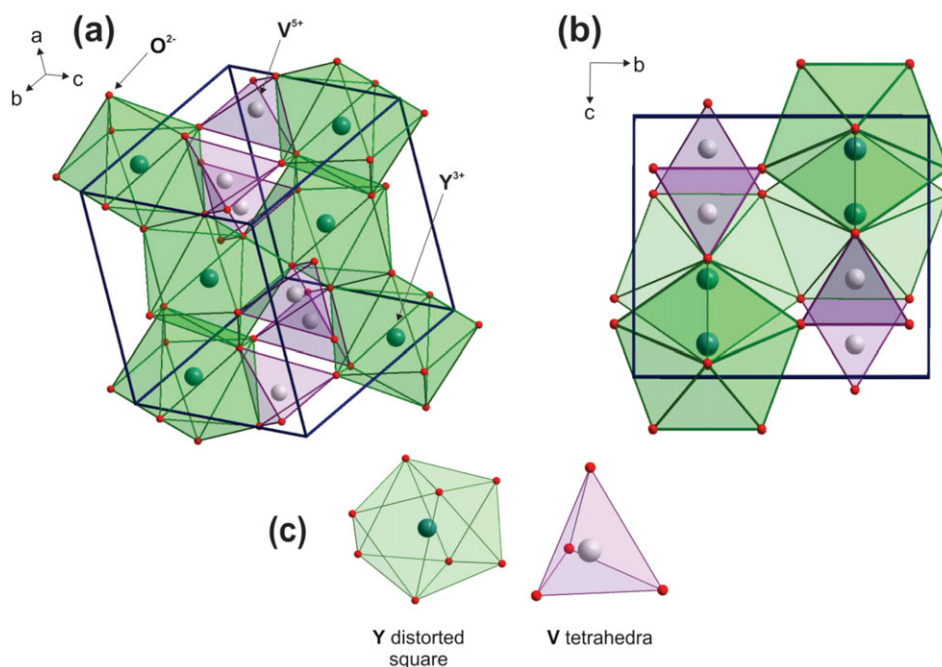 (a)
V5+
(b)
O2-
a
c
b
b
c
Y3+
(c)
Y distorted
square
V tetrahedra